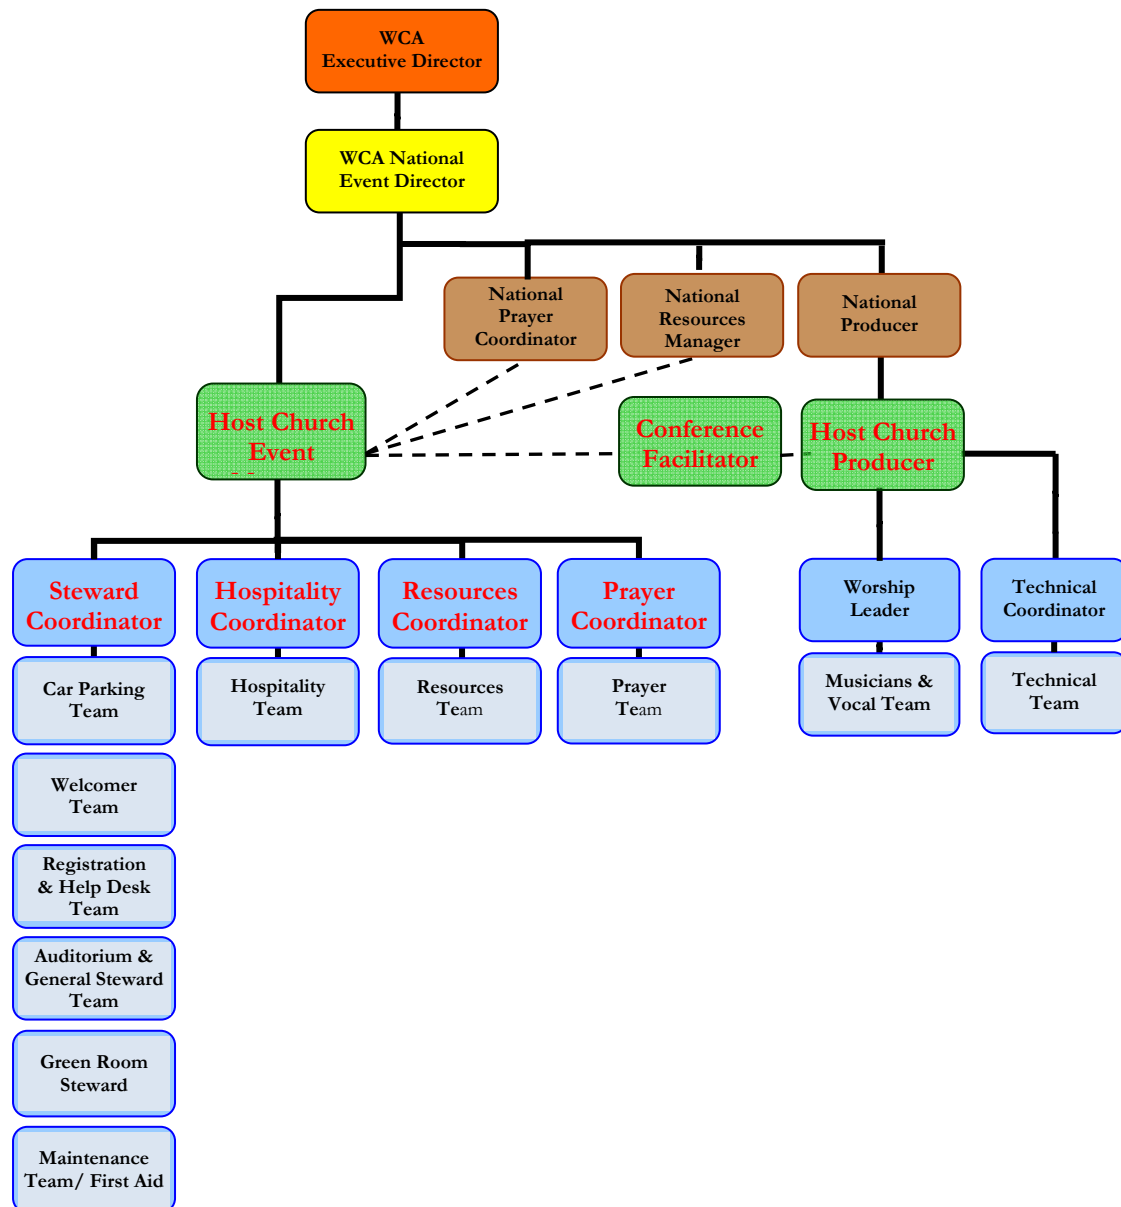 WCA
Executive Director
WCA National
Event Director
National
Prayer
Coordinator
National
Resources
Manager
National
Producer
Host Church
Event
Conference
Facilitator
Host Church
Producer
Steward
Coordinator
Hospitality
Coordinator
Resources
Coordinator
Prayer
Coordinator
Worship
Leader
Technical
Coordinator
Car Parking
Team
Hospitality
Team
Resources
Team
Prayer
Team
Musicians &
Vocal Team
Technical
Team
Welcomer
Team
Registration
& Help Desk
Team
Auditorium &
General Steward
Team
Green Room
Steward
Maintenance
Team/ First Aid